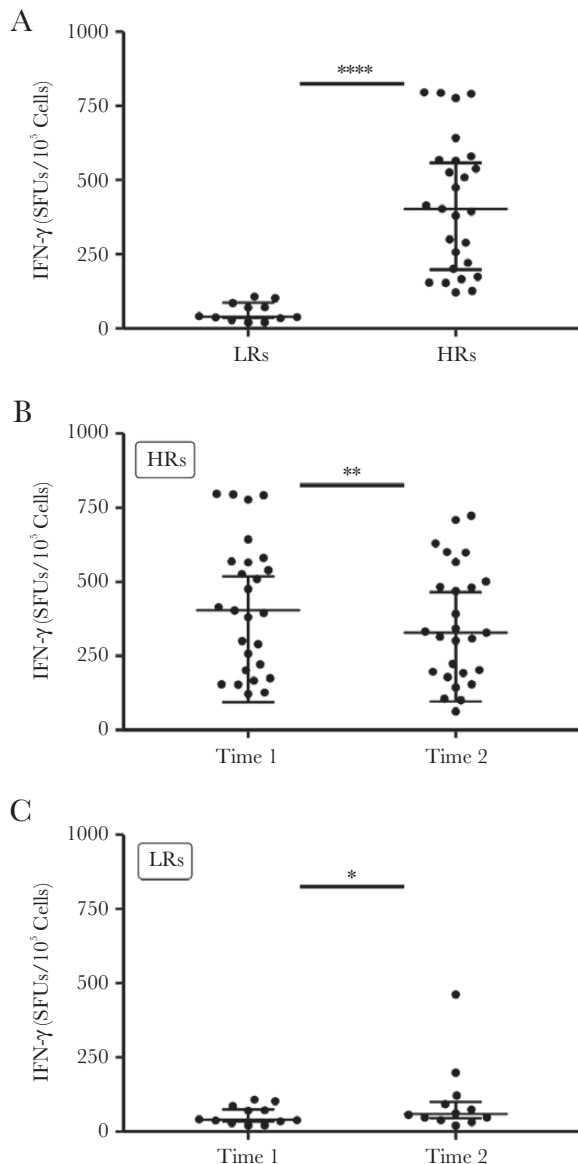 A
1000
750
500
250
0
IFN-γ (SFUs/10⁵ Cells)
****
LRs HRs
B
1000
750
500
250
0
IFN-γ (SFUs/10⁵ Cells)
HRs
**
Time 1 Time 2
C
1000
750
500
250
0
IFN-γ (SFUs/10⁵ Cells)
LRs
*
Time 1 Time 2